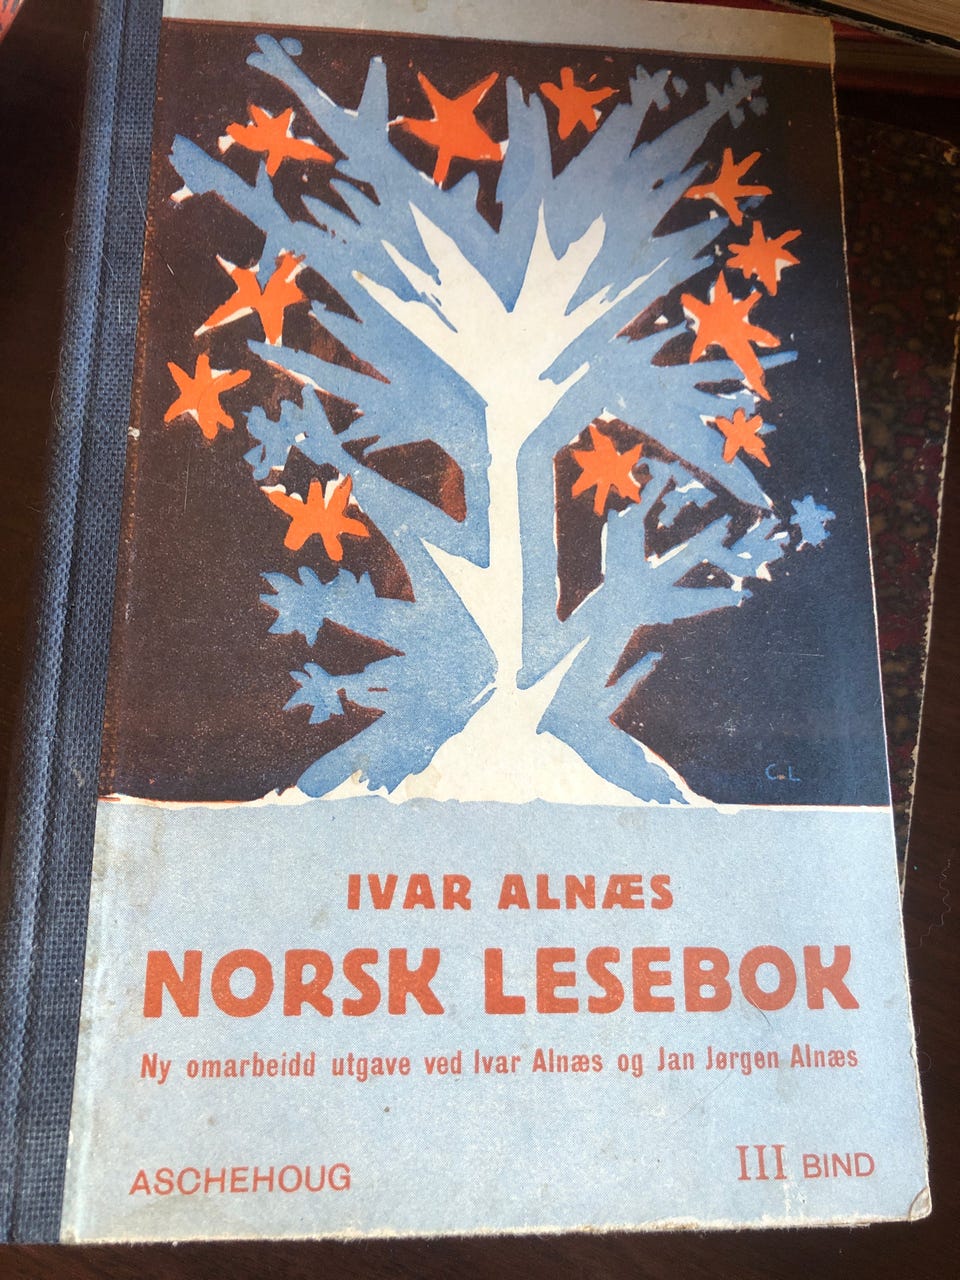 C.L
IVAR ALNÆS
NORSK LESEBOK
Ny omarbeidd utgave ved Ivar Alnæs og Jan Jørgen Alnæs
ASCHEHOUG
III BIND